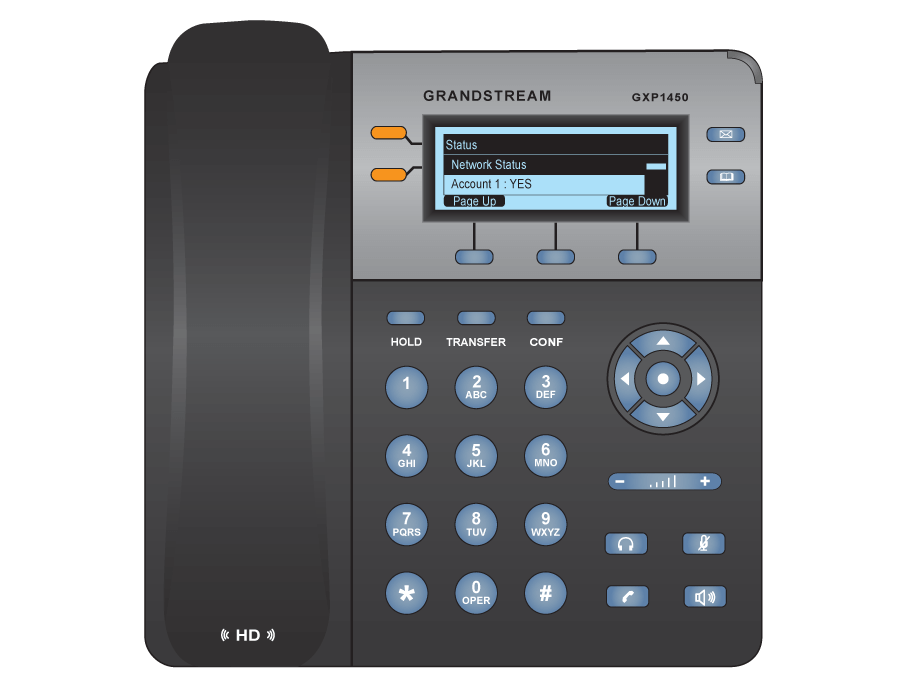 GRANDSTREAM
GXP1450
Status
Network Status
Account 1 : YES
Page Up
Page Down
HOLD TRANSFER CONF
1
2 ABC
3 DEF
4 GHI
5 JKL
6 MNO
7 PQRS
8 TUV
9 WXYZ
*
0 OPER
#
− +
HD